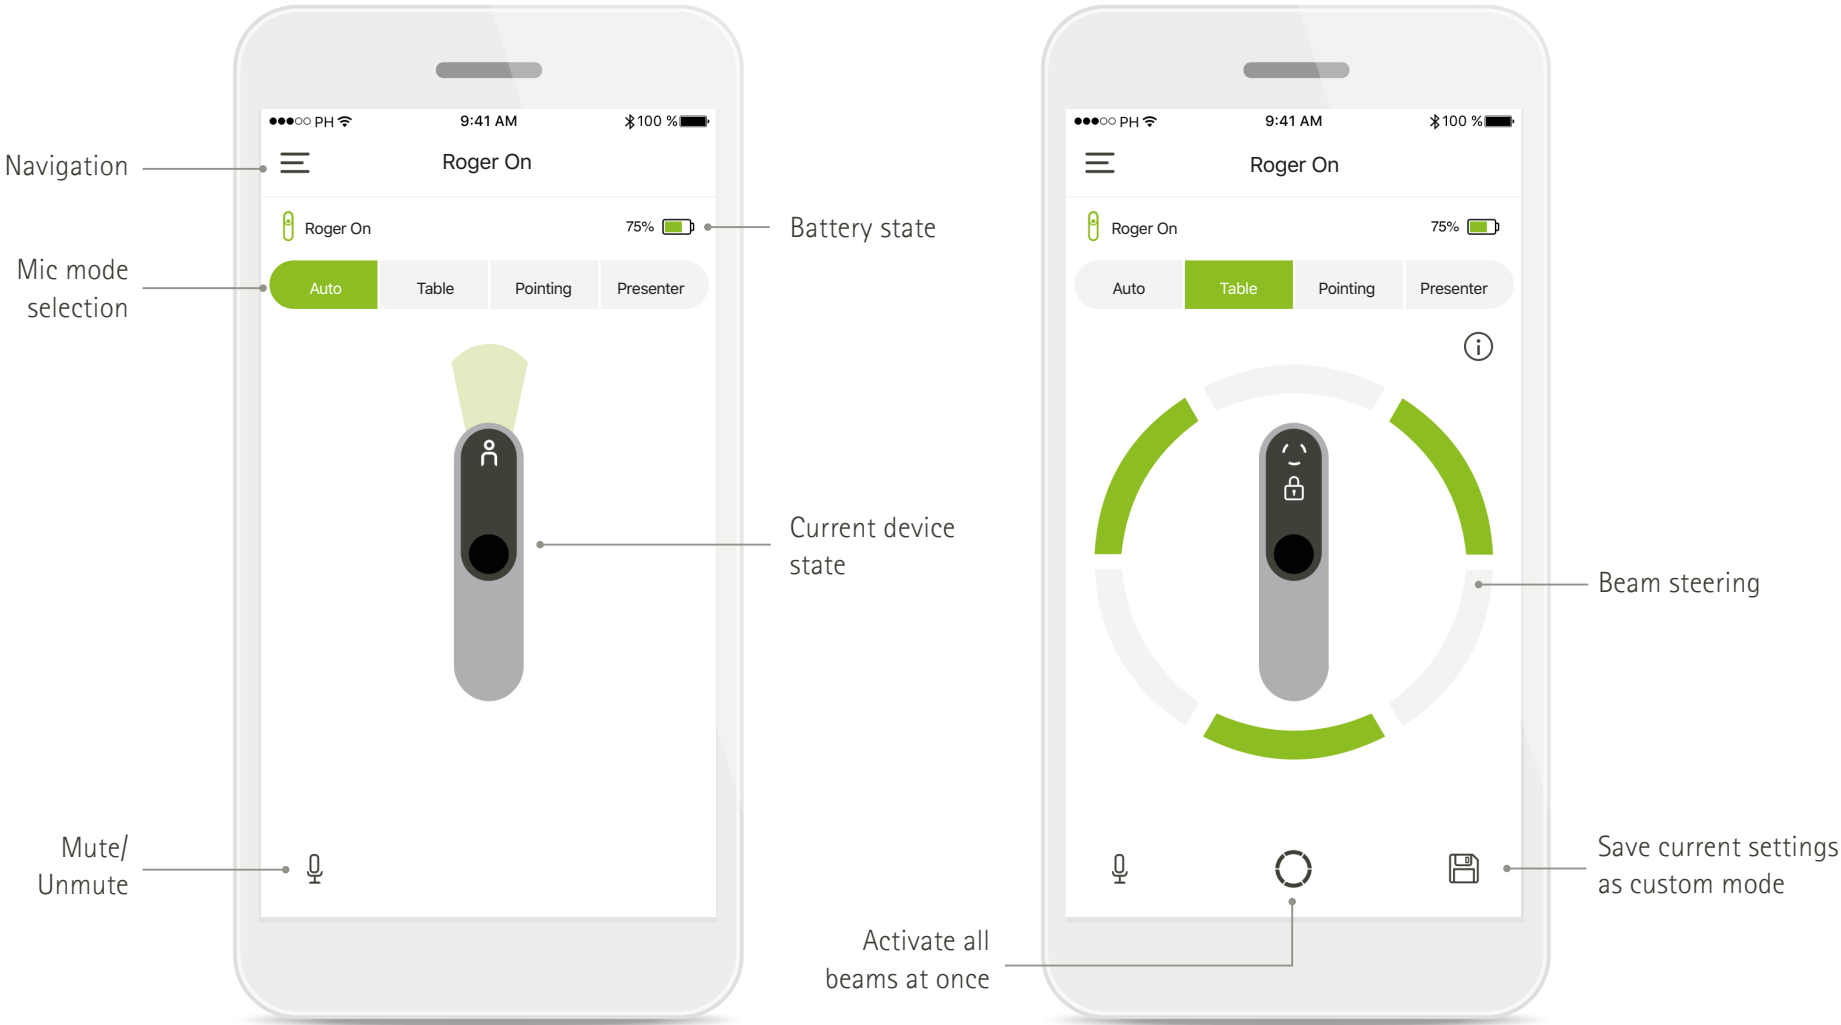 PH
9:41 AM
100 %
Navigation
Roger On
Roger On
75%
Battery state
Mic mode
selection
Auto
Table
Pointing
Presenter
Current device
state
Mute/
Unmute
PH
9:41 AM
100 %
Roger On
Roger On
75%
Auto
Table
Pointing
Presenter
Beam steering
Save current settings
as custom mode
Activate all
beams at once